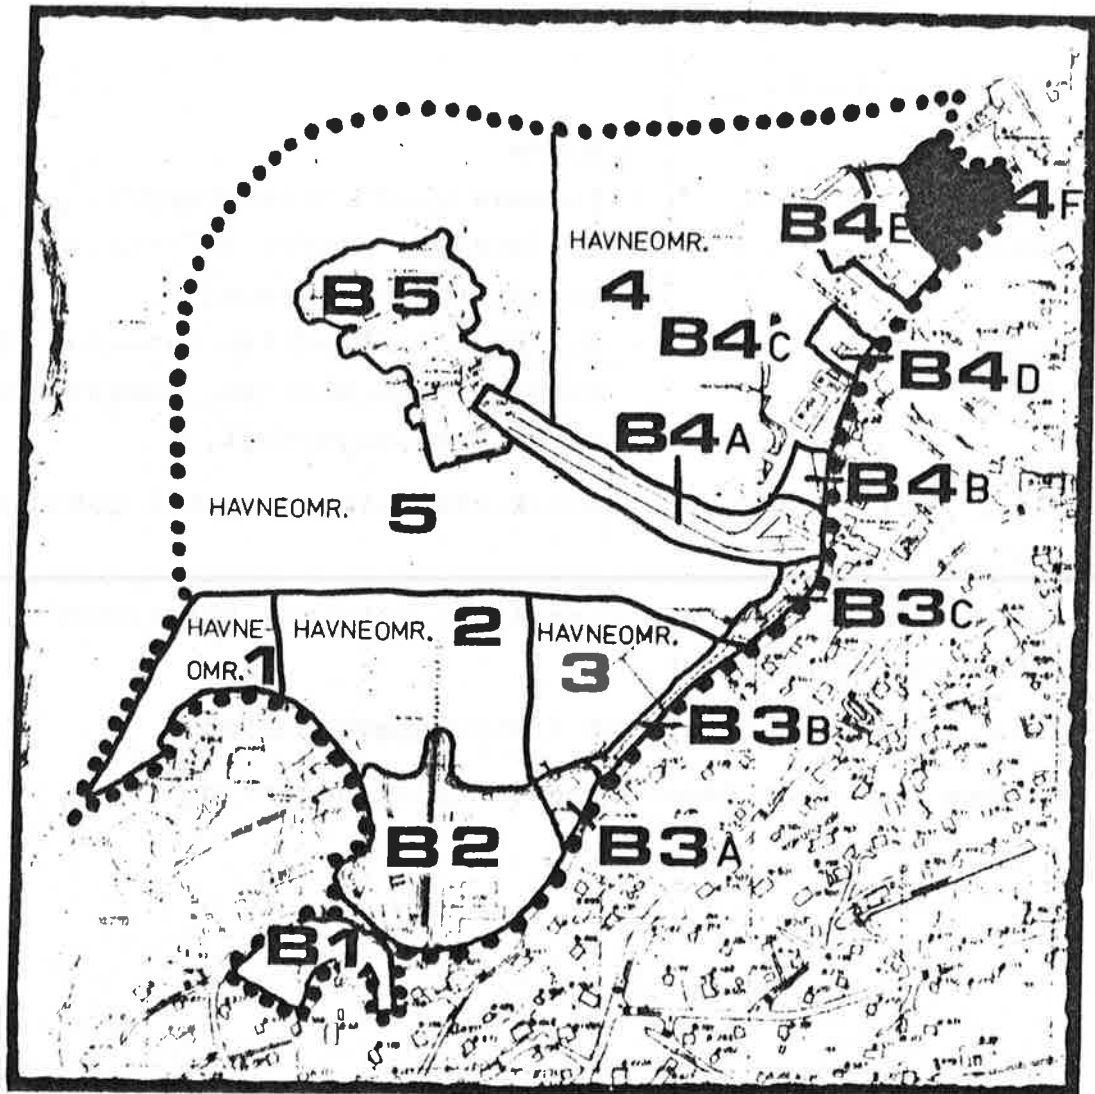 4F
B4E
HAVNEOMR.
4
B5
B4C
B4D
B4A
B4B
HAVNEOMR. 5
B3C
HAVNE-
OMR. 1
HAVNEOMR. 2
HAVNEOMR.
3
B3B
B2
B3A
B1